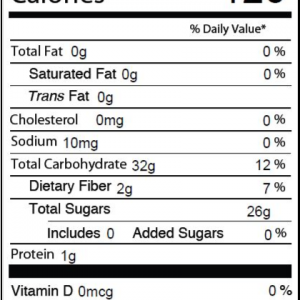 Calories 120
% Daily Value*
Total Fat 0g 0 %
Saturated Fat 0g 0 %
Trans Fat 0g
Cholesterol 0mg 0 %
Sodium 10mg 0 %
Total Carbohydrate 32g 12 %
Dietary Fiber 2g 7 %
Total Sugars 26g
Includes 0 Added Sugars 0 %
Protein 1g
Vitamin D 0mcg 0 %